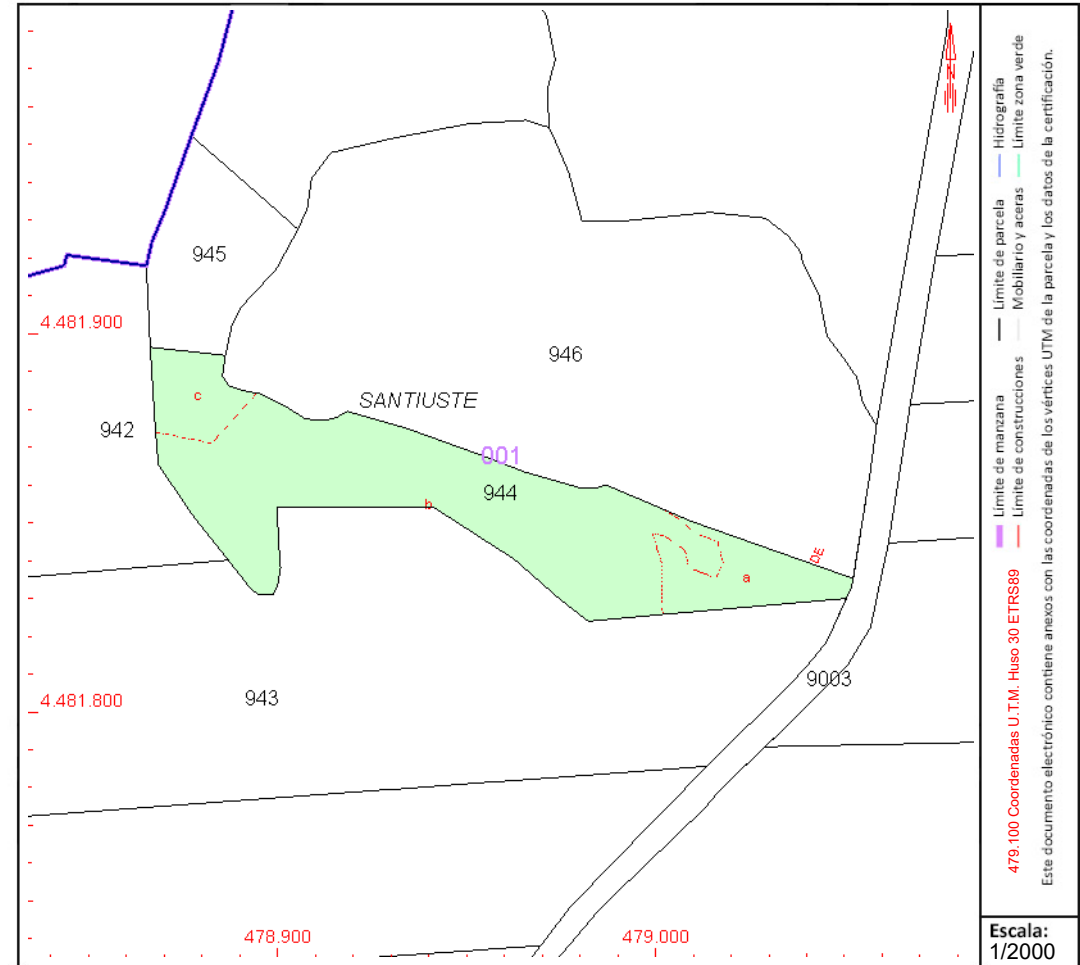 945
4.481.900
946
c
SANTIUSTE
942
001
944
b
DE
a
9003
943
4.481.800
478.900
479.000
N
Límite de manzana
Límite de parcela
Hidrografía
Límite de construcciones
Mobiliario y aceras
Límite zona verde
479.100 Coordenadas U.T.M. Huso 30 ETRS89
Este documento electrónico contiene anexos con las coordenadas de los vértices UTM de la parcela y los datos de la certificación.
Escala:
1/2000